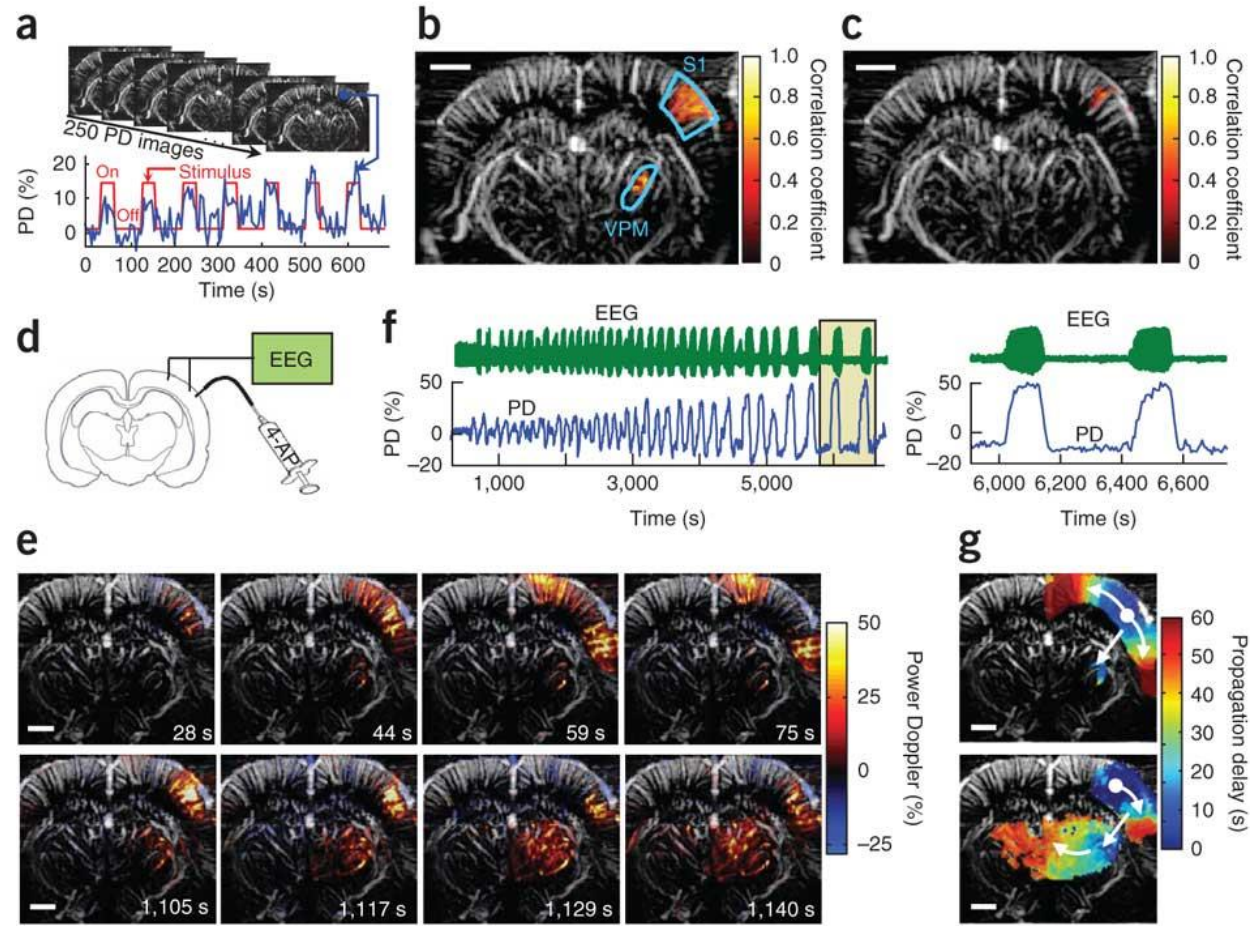 a
250 PD images
...
PD (%)
20
10
0
On
Off
Stimulus
0 100 200 300 400 500 600
Time (s)
b
S1
VPM
1.0
0.8
0.6
0.4
0.2
0
Correlation coefficient
c
1.0
0.8
0.6
0.4
0.2
0
Correlation coefficient
d
EEG
4-AP
f
EEG
PD (%)
50
0
–20
PD
1,000 3,000 5,000
Time (s)
EEG
PD (%)
50
0
–20
PD
6,000 6,200 6,400 6,600
Time (s)
e
28 s
44 s
59 s
75 s
1,105 s
1,117 s
1,129 s
1,140 s
50
25
0
–25
Power Doppler (%)
g
60
50
40
30
20
10
0
Propagation delay (s)